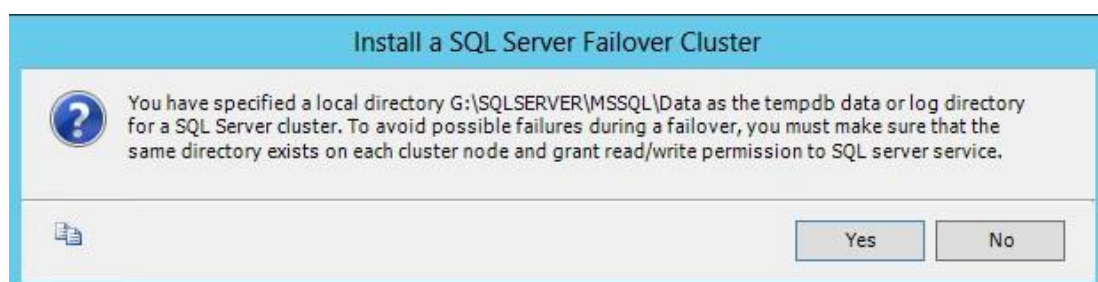 Install a SQL Server Failover Cluster
You have specified a local directory G:\SQLSERVER\MSSQL\Data as the tempdb data or log directory
for a SQL Server cluster. To avoid possible failures during a failover, you must make sure that the
same directory exists on each cluster node and grant read/write permission to SQL server service.
Yes No